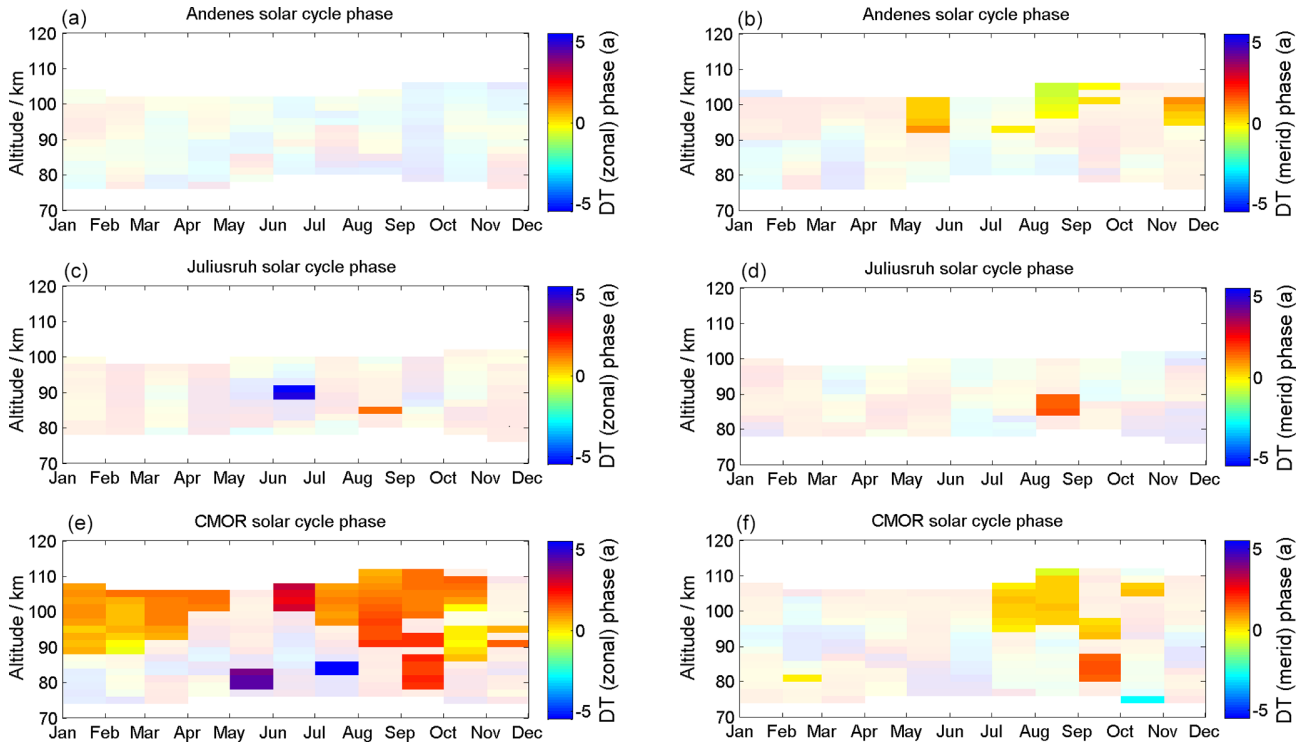 (a) Andenes solar cycle phase
120
110
100
90
80
70
Altitude / km
Jan Feb Mar Apr May Jun Jul Aug Sep Oct Nov Dec
5
0
-5
DT (zonal) phase (a)
(b) Andenes solar cycle phase
120
110
100
90
80
70
Altitude / km
Jan Feb Mar Apr May Jun Jul Aug Sep Oct Nov Dec
5
0
-5
DT (merid) phase (a)
(c) Juliusruh solar cycle phase
120
110
100
90
80
70
Altitude / km
Jan Feb Mar Apr May Jun Jul Aug Sep Oct Nov Dec
5
0
-5
DT (zonal) phase (a)
(d) Juliusruh solar cycle phase
120
110
100
90
80
70
Altitude / km
Jan Feb Mar Apr May Jun Jul Aug Sep Oct Nov Dec
5
0
-5
DT (merid) phase (a)
(e) CMOR solar cycle phase
120
110
100
90
80
70
Altitude / km
Jan Feb Mar Apr May Jun Jul Aug Sep Oct Nov Dec
5
0
-5
DT (zonal) phase (a)
(f) CMOR solar cycle phase
120
110
100
90
80
70
Altitude / km
Jan Feb Mar Apr May Jun Jul Aug Sep Oct Nov Dec
5
0
-5
DT (merid) phase (a)